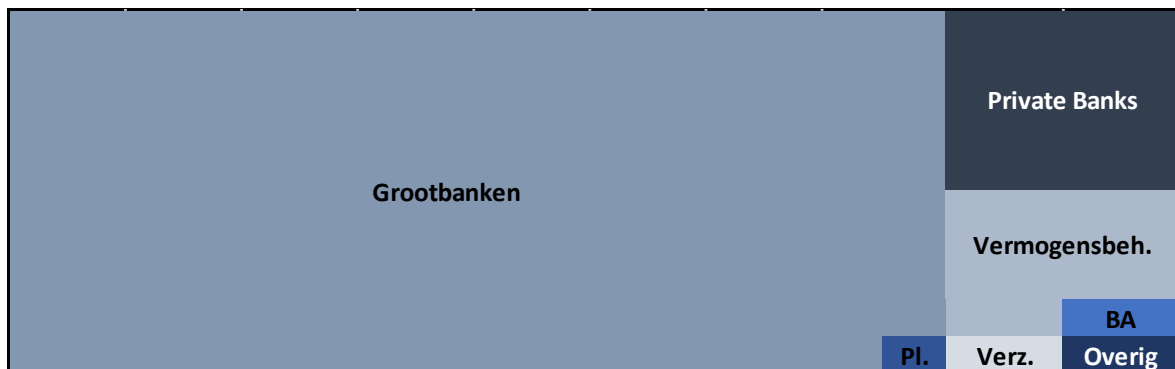 Private Banks
Grootbanken
Vermogensbeh.
BA
Pl.
Verz.
Overig